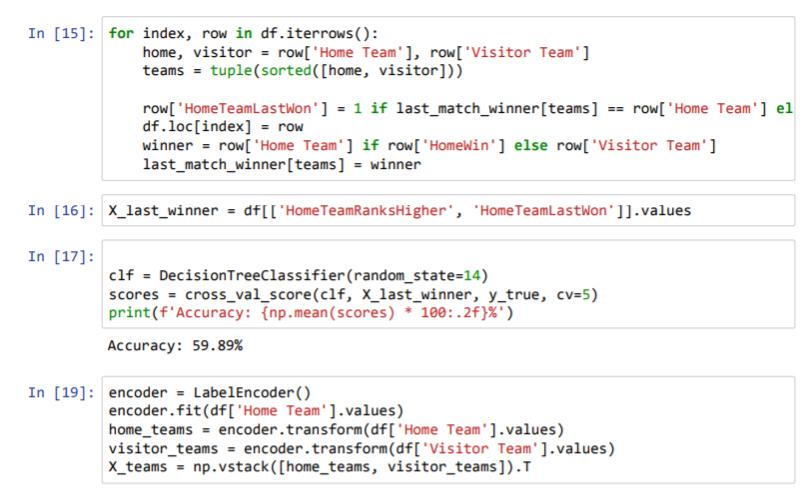 In [15]: for index, row in df.iterrows():
home, visitor = row['Home Team'], row['Visitor Team']
teams = tuple(sorted([home, visitor]))
row['HomeTeamLastWon'] = 1 if last_match_winner[teams] == row['Home Team'] el
df.loc[index] = row
winner = row['Home Team'] if row['HomeWin'] else row['Visitor Team']
last_match_winner[teams] = winner
In [16]: X_last_winner = df[['HomeTeamRanksHigher', 'HomeTeamLastWon']].values
In [17]:
clf = DecisionTreeClassifier(random_state=14)
scores = cross_val_score(clf, X_last_winner, y_true, cv=5)
print(f'Accuracy: {np.mean(scores) * 100:.2f}%')
Accuracy: 59.89%
In [19]: encoder = LabelEncoder()
encoder.fit(df['Home Team'].values)
home_teams = encoder.transform(df['Home Team'].values)
visitor_teams = encoder.transform(df['Visitor Team'].values)
X_teams = np.vstack([home_teams, visitor_teams]).T